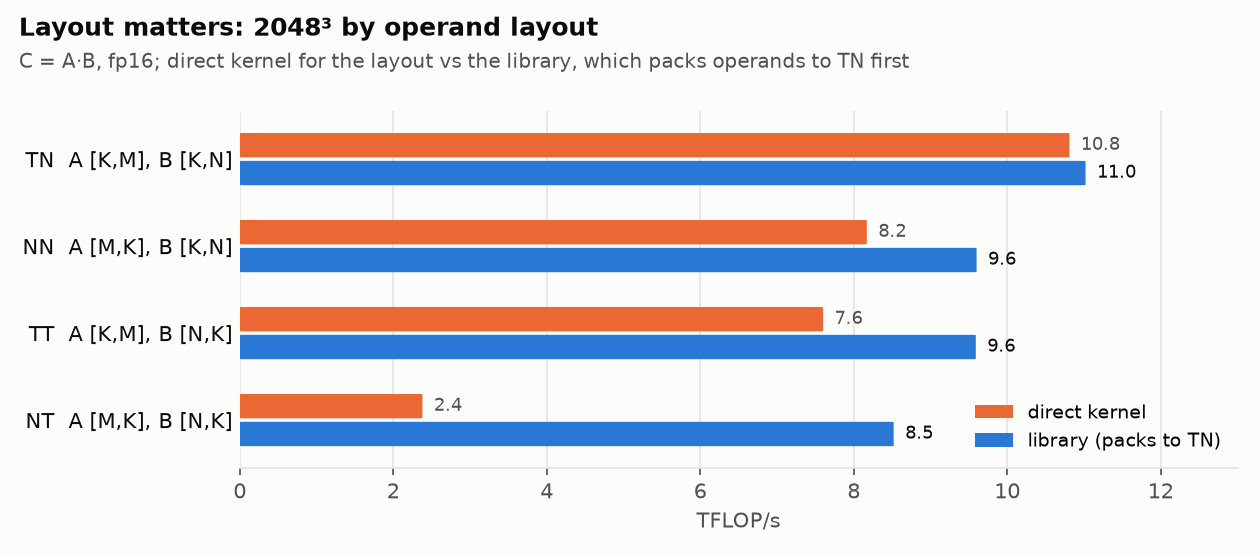 Layout matters: 2048³ by operand layout
C = A·B, fp16; direct kernel for the layout vs the library, which packs operands to TN first
TN A [K,M], B [K,N]
10.8
11.0
NN A [M,K], B [K,N]
8.2
9.6
TT A [K,M], B [N,K]
7.6
9.6
NT A [M,K], B [N,K]
2.4
8.5
direct kernel
library (packs to TN)
0 2 4 6 8 10 12
TFLOP/s